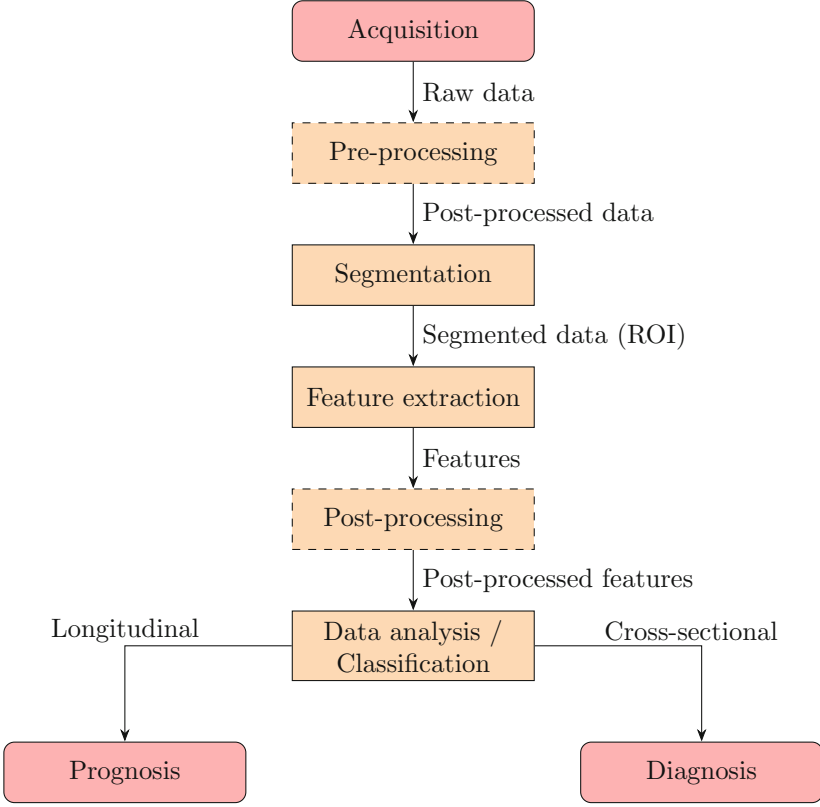 Acquisition
Raw data
Pre-processing
Post-processed data
Segmentation
Segmented data (ROI)
Feature extraction
Features
Post-processing
Post-processed features
Longitudinal
Data analysis /
Classification
Cross-sectional
Prognosis
Diagnosis